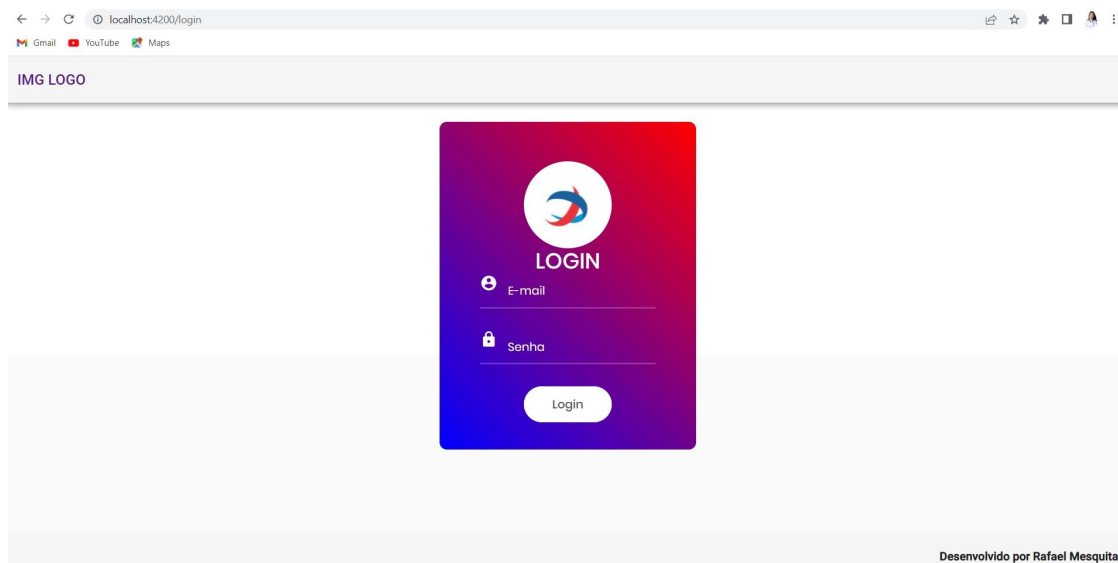 localhost:4200/login
Gmail YouTube Maps
IMG LOGO
LOGIN
E-mail
Senha
Login
Desenvolvido por Rafael Mesquita